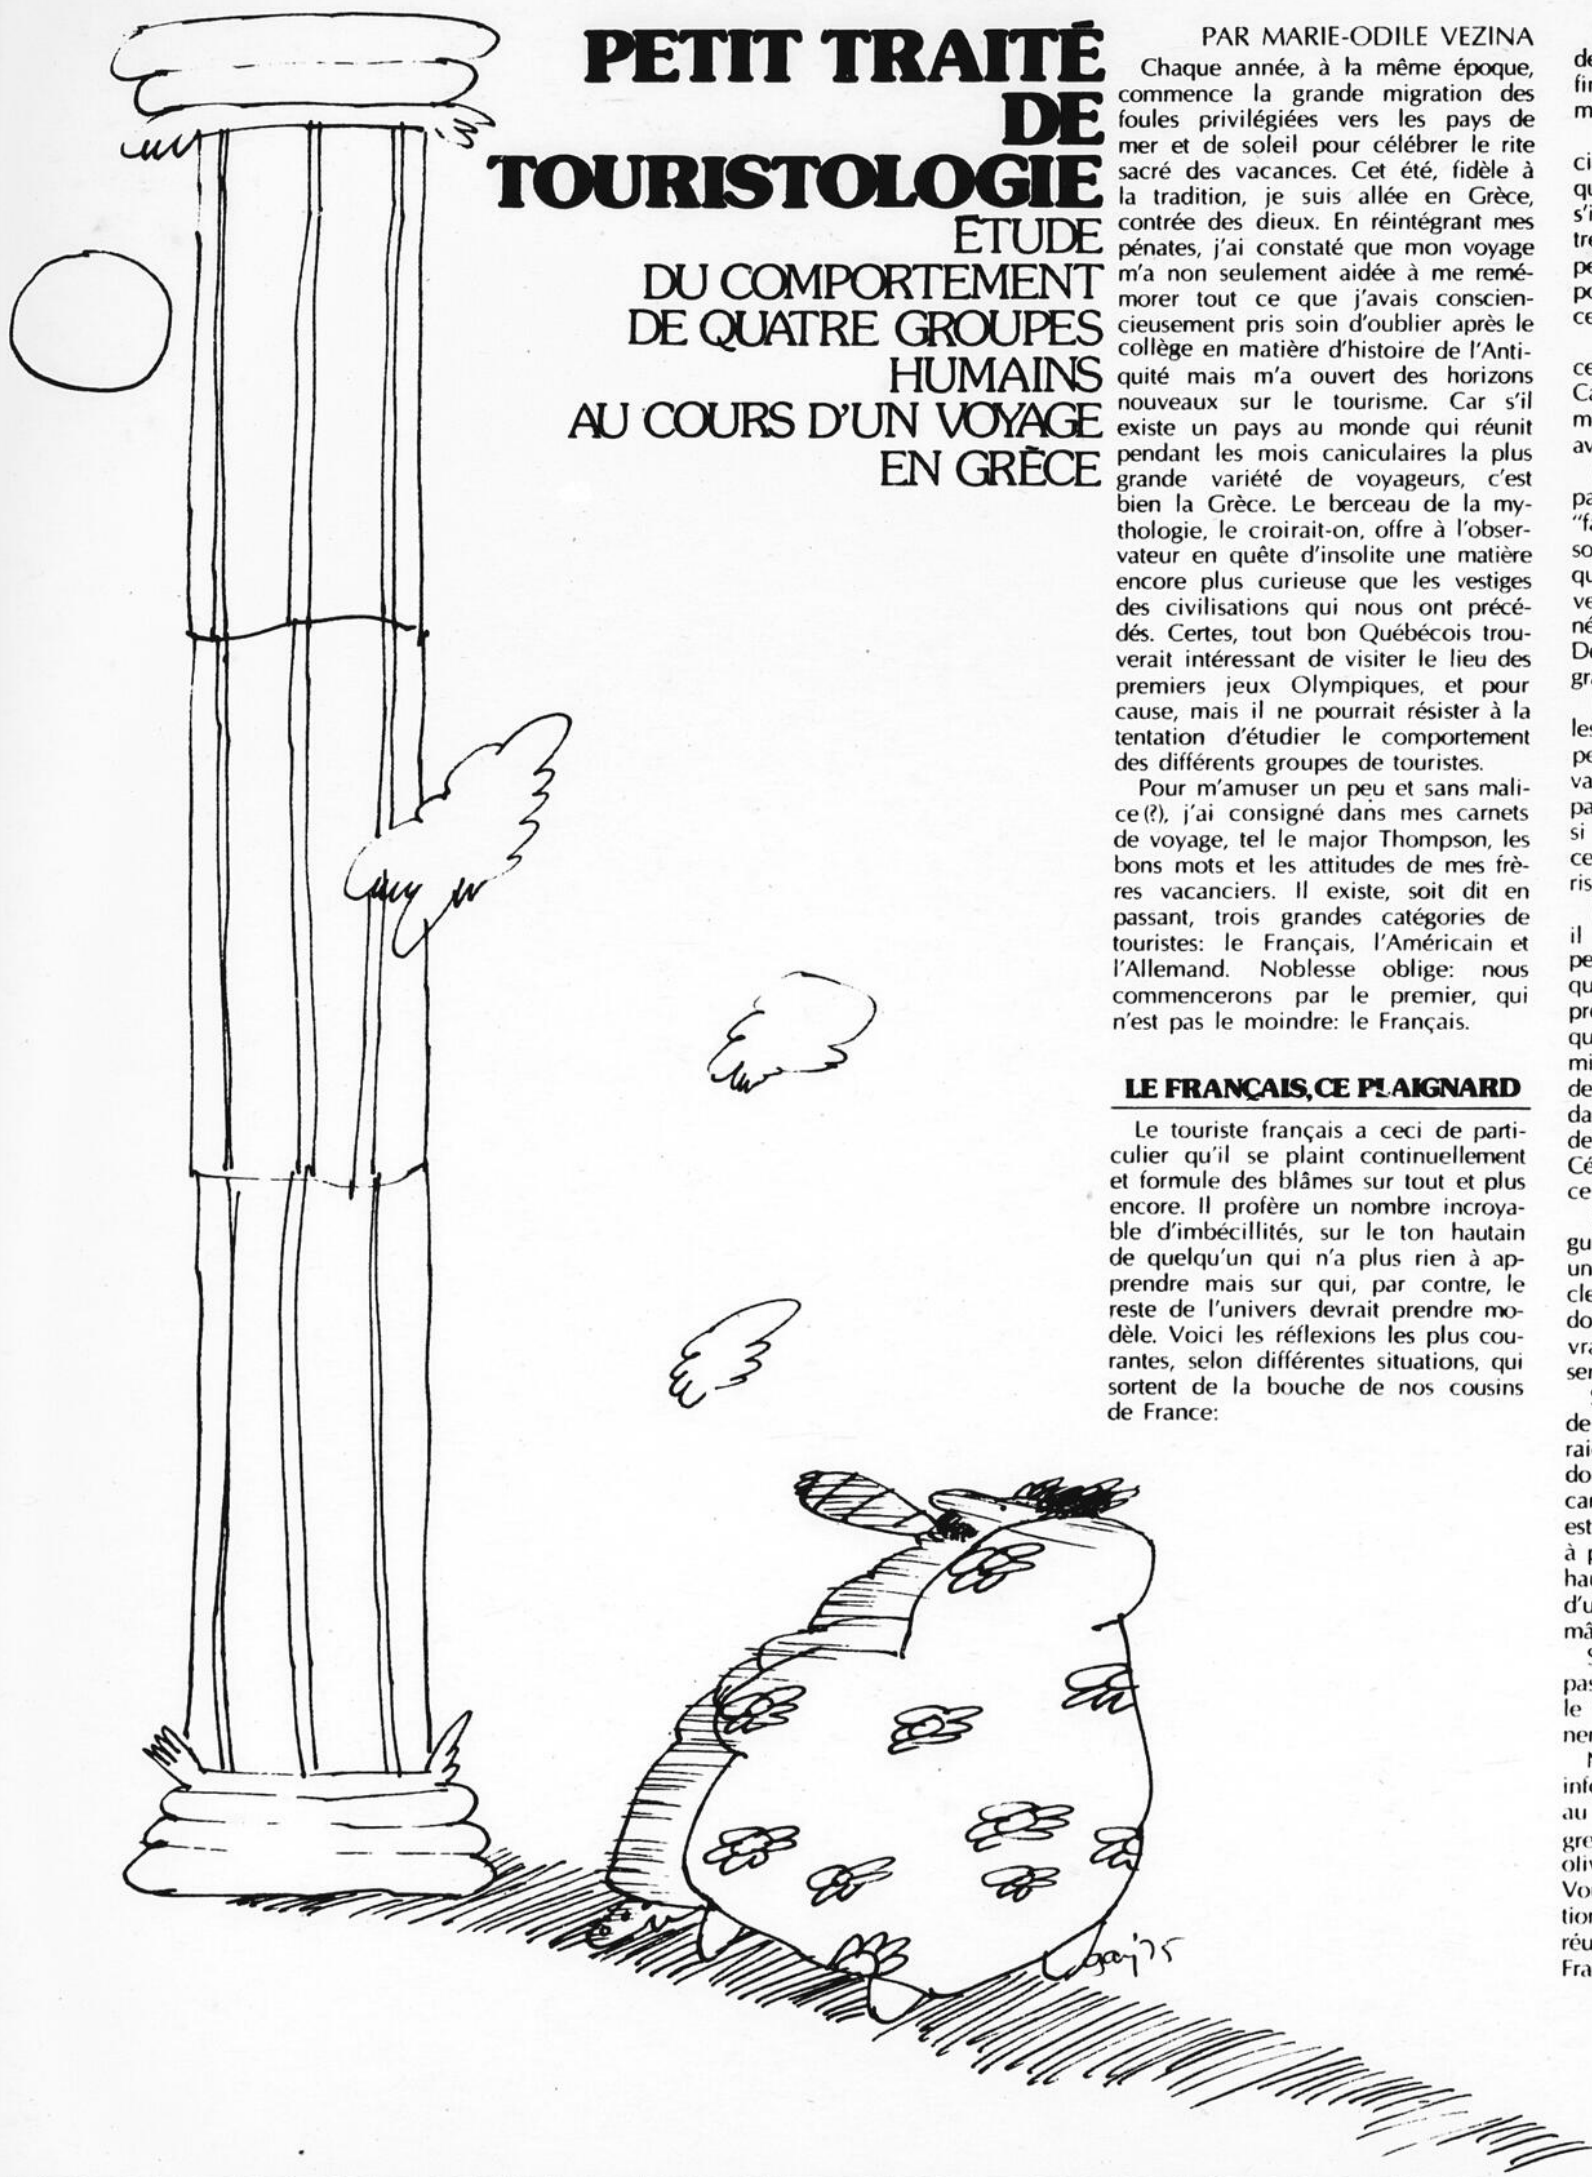 PETIT TRAITÉ
DE
TOURISTOLOGIE
ETUDE
DU COMPORTEMENT
DE QUATRE GROUPES
HUMAINS
AU COURS D'UN VOYAGE
EN GRÈCE
PAR MARIE-ODILE VEZINA
Chaque année, à la même époque,
commence la grande migration des
foules privilégiées vers les pays de
mer et de soleil pour célébrer le rite
sacré des vacances. Cet été, fidèle à
la tradition, je suis allée en Grèce,
contrée des dieux. En réintégrant mes
pénates, j'ai constaté que mon voyage
m'a non seulement aidée à me remé-
morer tout ce que j'avais conscien-
cieusement pris soin d'oublier après le
collège en matière d'histoire de l'Anti-
quité mais m'a ouvert des horizons
nouveaux sur le tourisme. Car s'il
existe un pays au monde qui réunit
pendant les mois caniculaires la plus
grande variété de voyageurs, c'est
bien la Grèce. Le berceau de la my-
thologie, le croirait-on, offre à l'obser-
vateur en quête d'insolite une matière
encore plus curieuse que les vestiges
des civilisations qui nous ont précé-
dés. Certes, tout bon Québécois trou-
verait intéressant de visiter le lieu des
premiers jeux Olympiques, et pour
cause, mais il ne pourrait résister à la
tentation d'étudier le comportement
des différents groupes de touristes.
Pour m'amuser un peu et sans mali-
ce (?), j'ai consigné dans mes carnets
de voyage, tel le major Thompson, les
bons mots et les attitudes de mes frè-
res vacanciers. Il existe, soit dit en
passant, trois grandes catégories de
touristes: le Français, l'Américain et
l'Allemand. Noblesse oblige: nous
commencerons par le premier, qui
n'est pas le moindre: le Français.
LE FRANÇAIS, CE PLAIGNARD
Le touriste français a ceci de parti-
culier qu'il se plaint continuellement
et formule des blâmes sur tout et plus
encore. Il profère un nombre incroya-
ble d'imbécillités, sur le ton hautain
de quelqu'un qui n'a plus rien à ap-
prendre mais sur qui, par contre, le
reste de l'univers devrait prendre mo-
dèle. Voici les réflexions les plus cou-
rantes, selon différentes situations, qui
sortent de la bouche de nos cousins
de France: